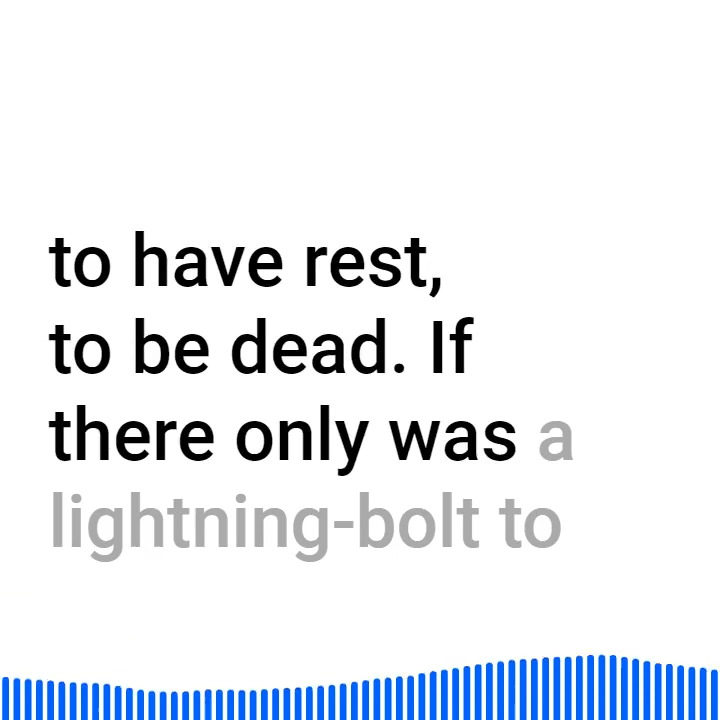 to have rest,
to be dead. If
there only was a
lightning-bolt to